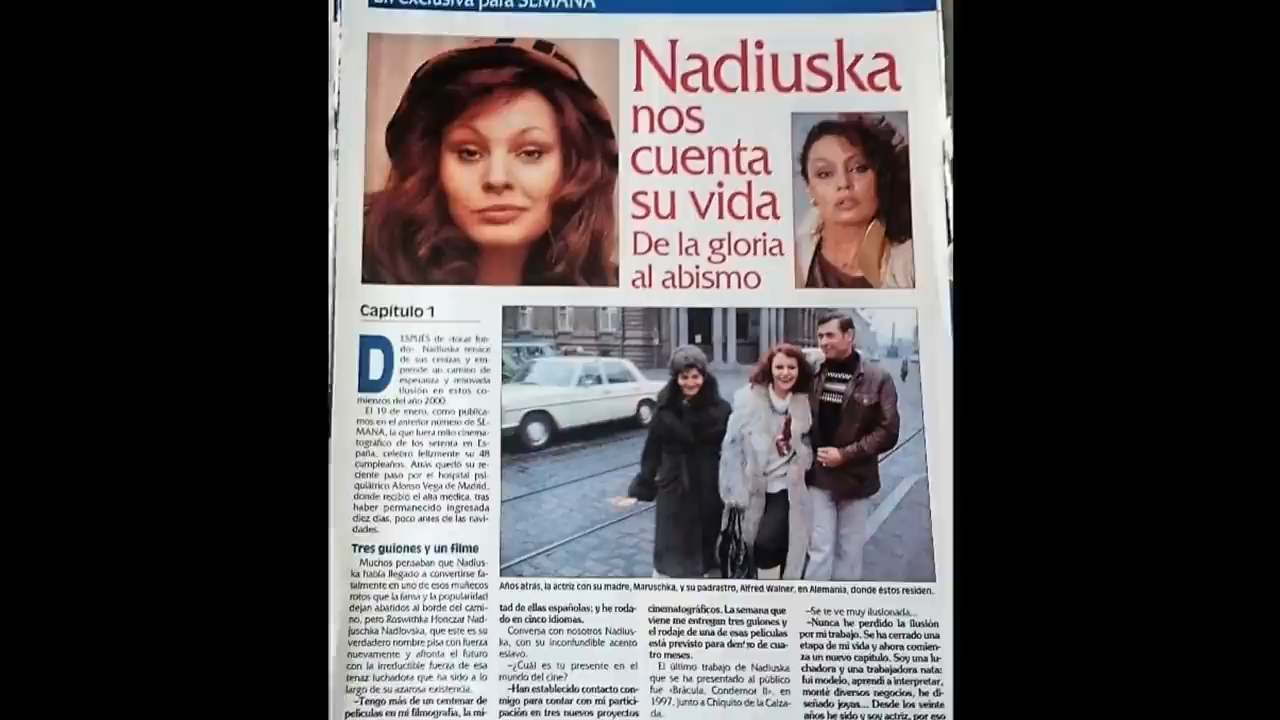 en exclusiva para SEMANA
Nadiuska
nos
cuenta
su vida
De la gloria
al abismo
Capítulo 1
DESPUÉS de «tocar fon-
do» Nadiuska renace
de sus cenizas y em-
prende un camino de
esperanza y renovada
ilusión en estos co-
mienzos del año 2000.
El 19 de enero, como publica-
mos en el anterior número de SE-
MANA, la que fuera mito cinema-
tográfico de los setenta en Es-
paña, celebró felizmente su 48
cumpleaños. Atrás quedó su re-
ciente paso por el hospital psi-
quiátrico Alonso Vega de Madrid,
donde recibió el alta médica, tras
haber permanecido ingresada
diez días, poco antes de las navi-
dades.
Tres guiones y un filme
Muchos pensaban que Nadius-
ka había llegado a convertirse fa-
talmente en uno de esos muñecos
rotos que la fama y la popularidad
dejan abatidos al borde del cami-
no, pero Roswithka Honczar Nad-
juschka Nadlovska, que este es su
verdadero nombre pisa con fuerza
nuevamente y afronta el futuro
con la irreductible fuerza de esa
tenaz luchadora que ha sido a lo
largo de su azarosa existencia.
–Tengo más de un centenar de
películas en mi filmografía, la mi-
Años atrás, la actriz con su madre, Maruschka, y su padrastro, Alfred Walner, en Alemania, donde éstos residen.
tad de ellas españolas; y he roda-
do en cinco idiomas.
Conversa con nosotros Nadius-
ka, con su inconfundible acento
eslavo.
–¿Cuál es tu presente en el
mundo del cine?
–Han establecido contacto con-
migo para contar con mi partici-
pación en tres nuevos proyectos
cinematográficos. La semana que
viene me entregan tres guiones y
el rodaje de una de esas películas
está previsto para dentro de cua-
tro meses.
El último trabajo de Nadiuska
que se ha presentado al público
fue «Brácula, Condemor II», en
1997, junto a Chiquito de la Calza-
da.
–Se te ve muy ilusionada...
–Nunca he perdido la ilusión
por mi trabajo. Se ha cerrado una
etapa de mi vida y ahora comien-
za un nuevo capítulo. Soy una lu-
chadora y una trabajadora nata:
fui modelo, aprendí a interpretar,
monté diversos negocios, he di-
señado joyas... Desde los veinte
años he sido y soy actriz, por eso